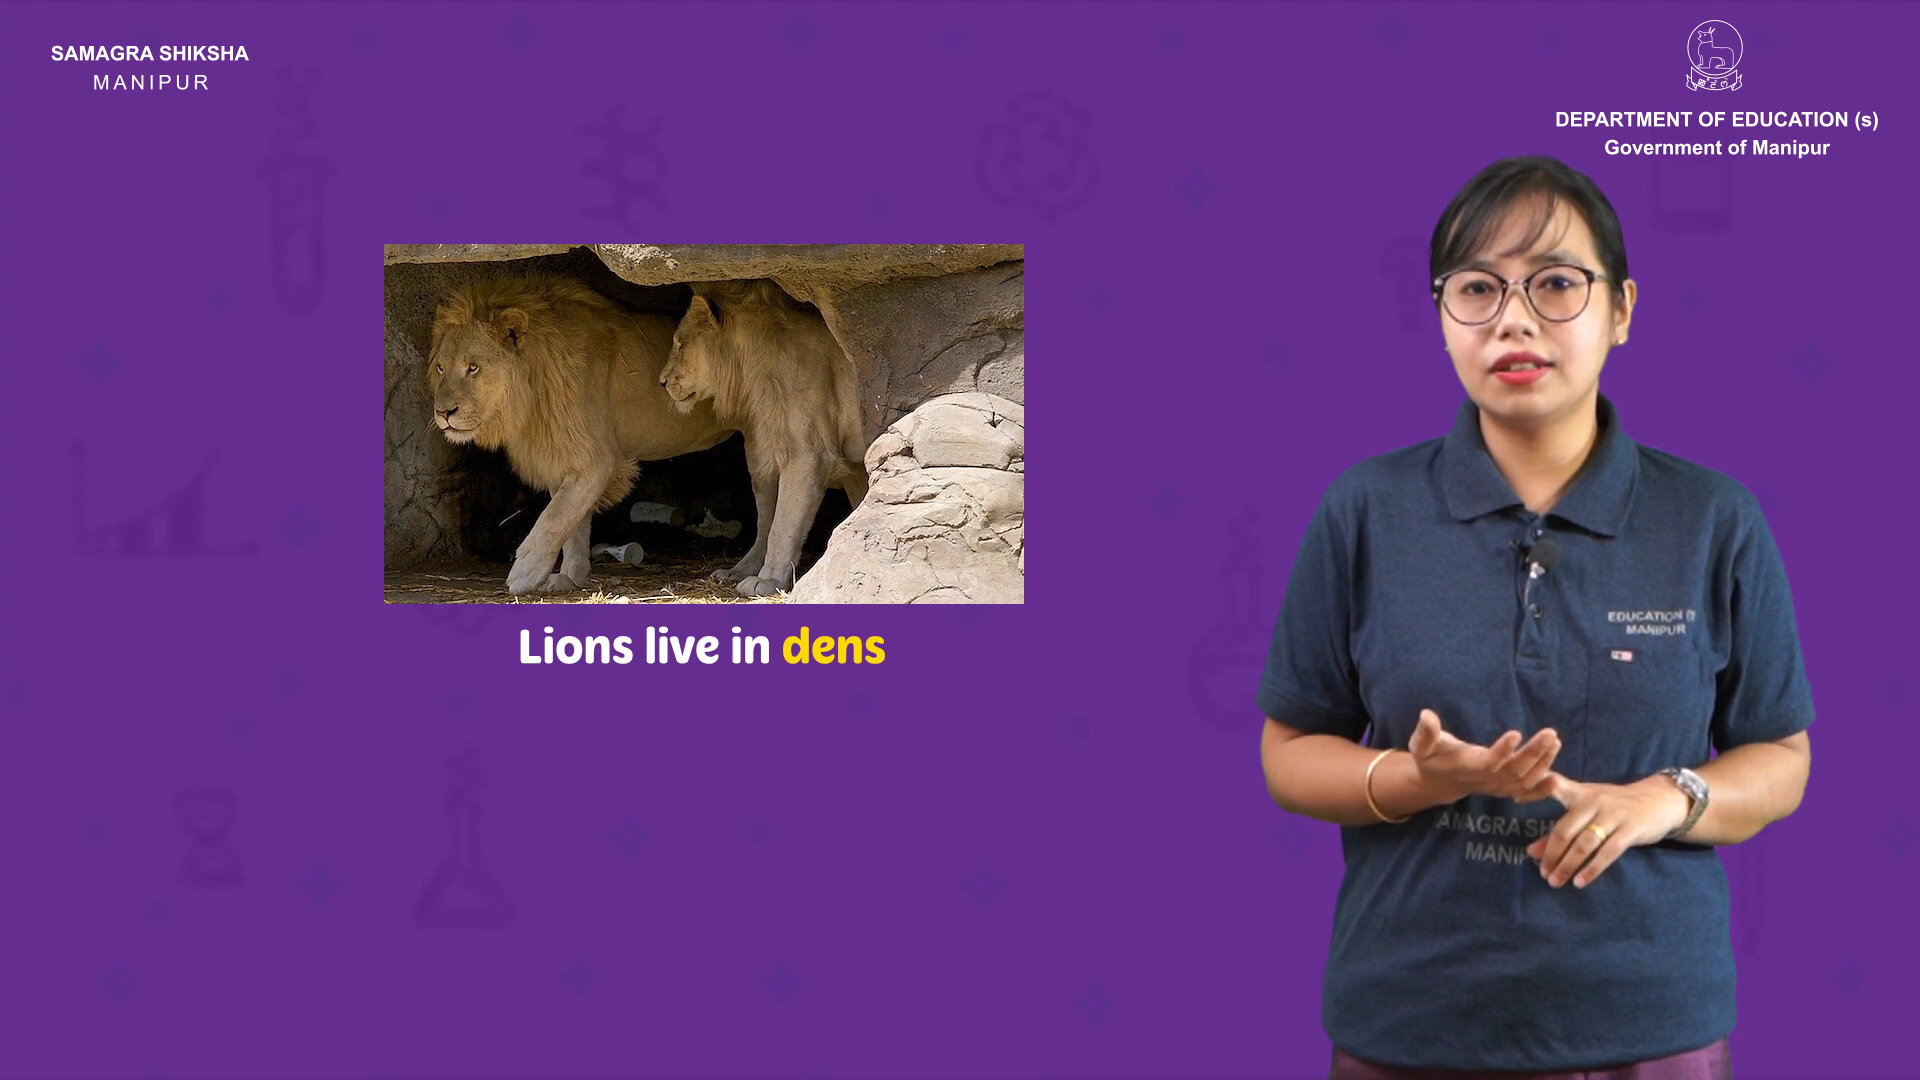 SAMAGRA SHIKSHA
MANIPUR
DEPARTMENT OF EDUCATION (s)
Government of Manipur
Lions live in dens
EDUCATION
MANIPUR